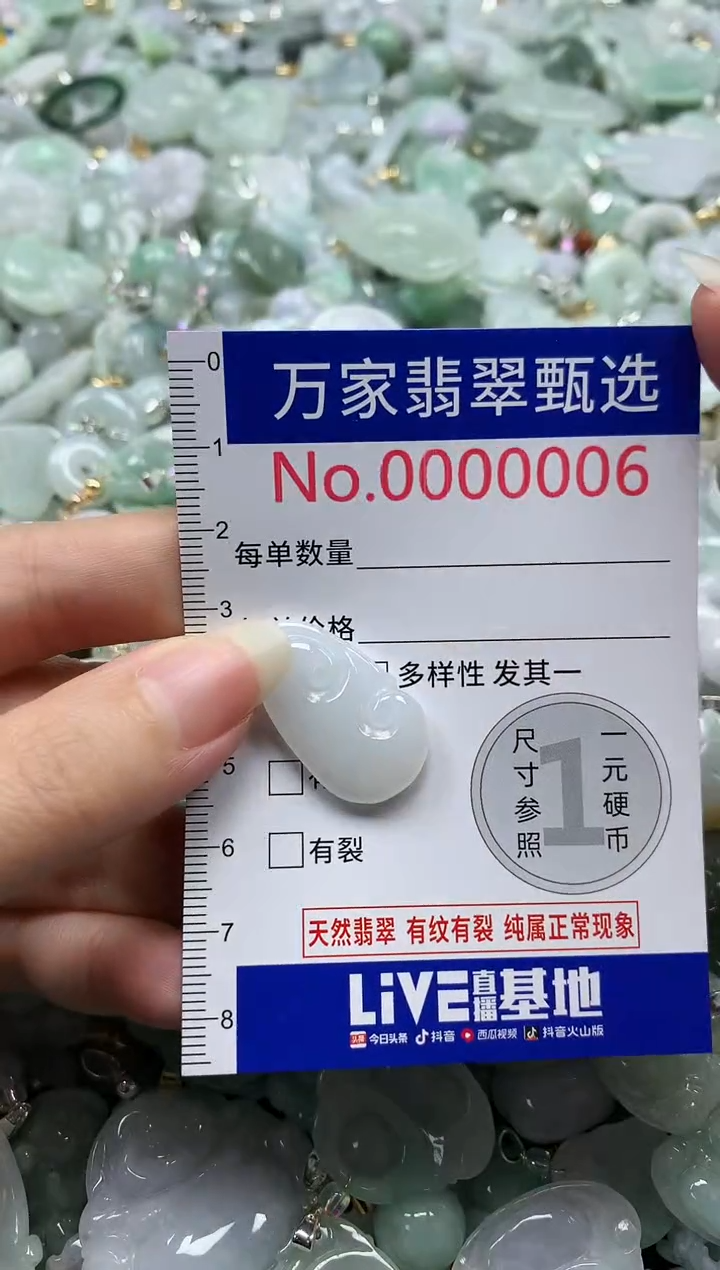 万家翡翠甄选
No.0000006
每单数量
价格
多样性 发其一
尺寸参照
1
一元硬币
有裂
天然翡翠 有纹有裂 纯属正常现象
LiVE直播基地
头条 今日头条 抖音 西瓜视频 抖音火山版
0
1
2
3
5
6
7
8